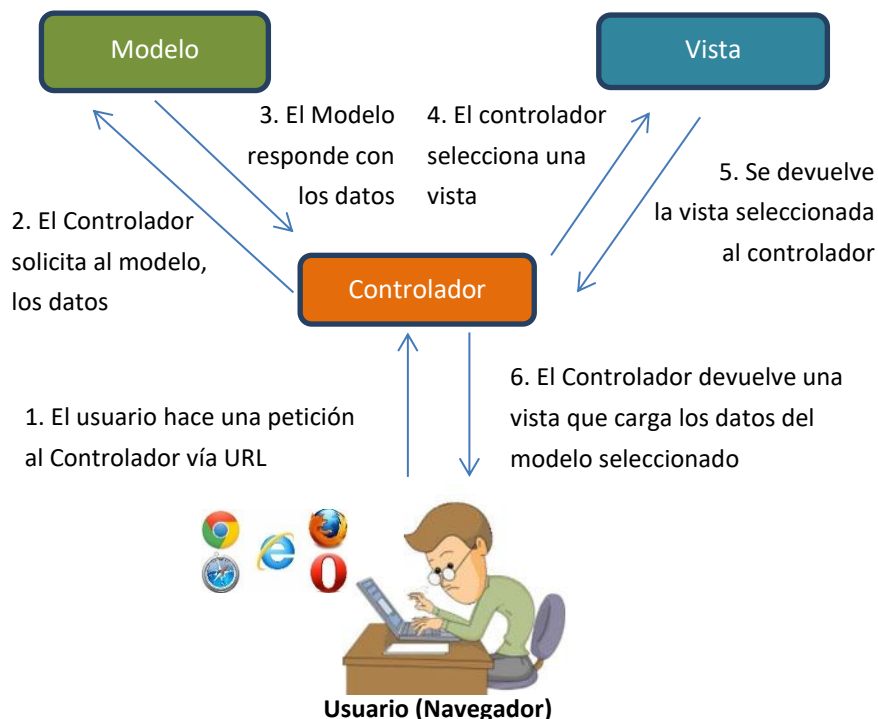 Modelo
Vista
3. El Modelo
responde con
los datos
4. El controlador
selecciona una
vista
5. Se devuelve
la vista seleccionada
al controlador
2. El Controlador
solicita al modelo,
los datos
Controlador
1. El usuario hace una petición
al Controlador vía URL
6. El Controlador devuelve una
vista que carga los datos del
modelo seleccionado
Usuario (Navegador)